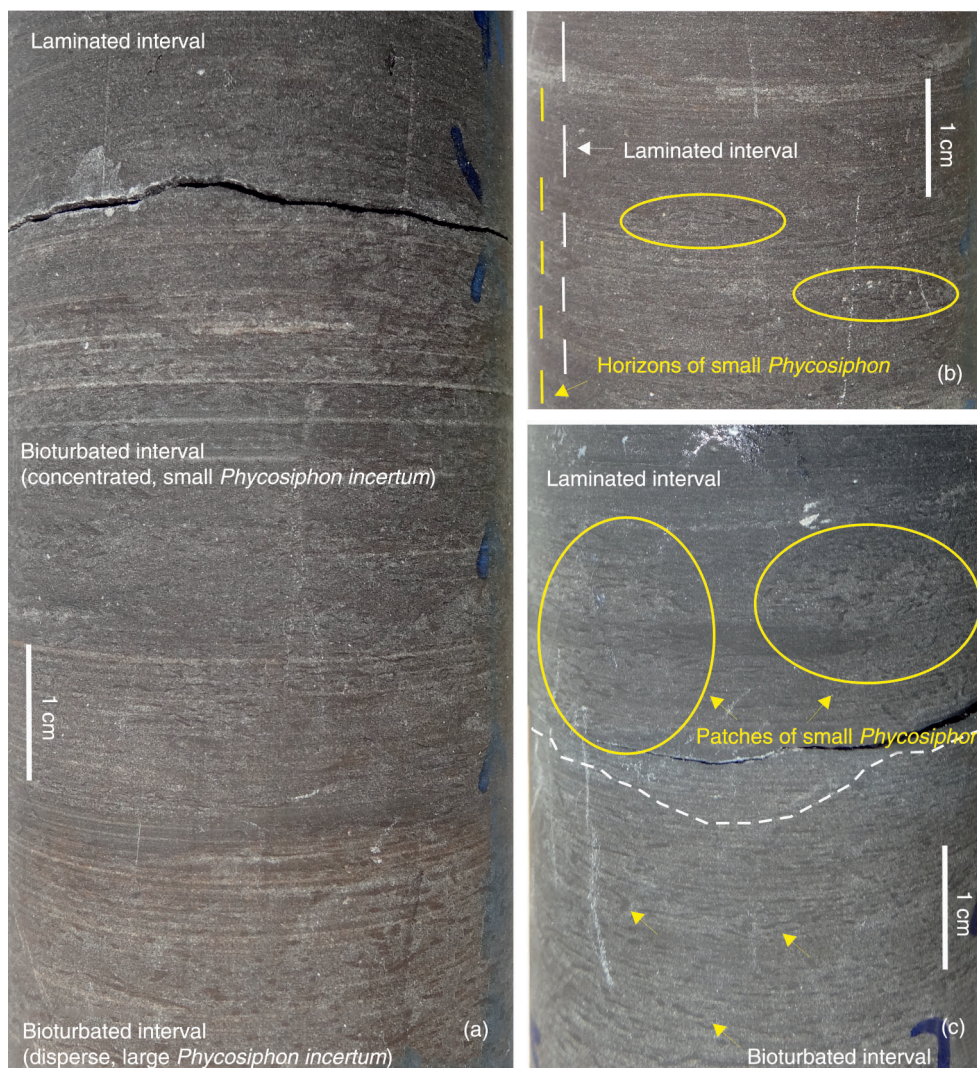 Laminated interval
Bioturbated interval
(concentrated, small Phycosiphon incertum)
1 cm
Bioturbated interval
(disperse, large Phycosiphon incertum)
(a)
1 cm
Laminated interval
Horizons of small Phycosiphon
(b)
Laminated interval
Patches of small Phycosiphon
1 cm
(c)
Bioturbated interval